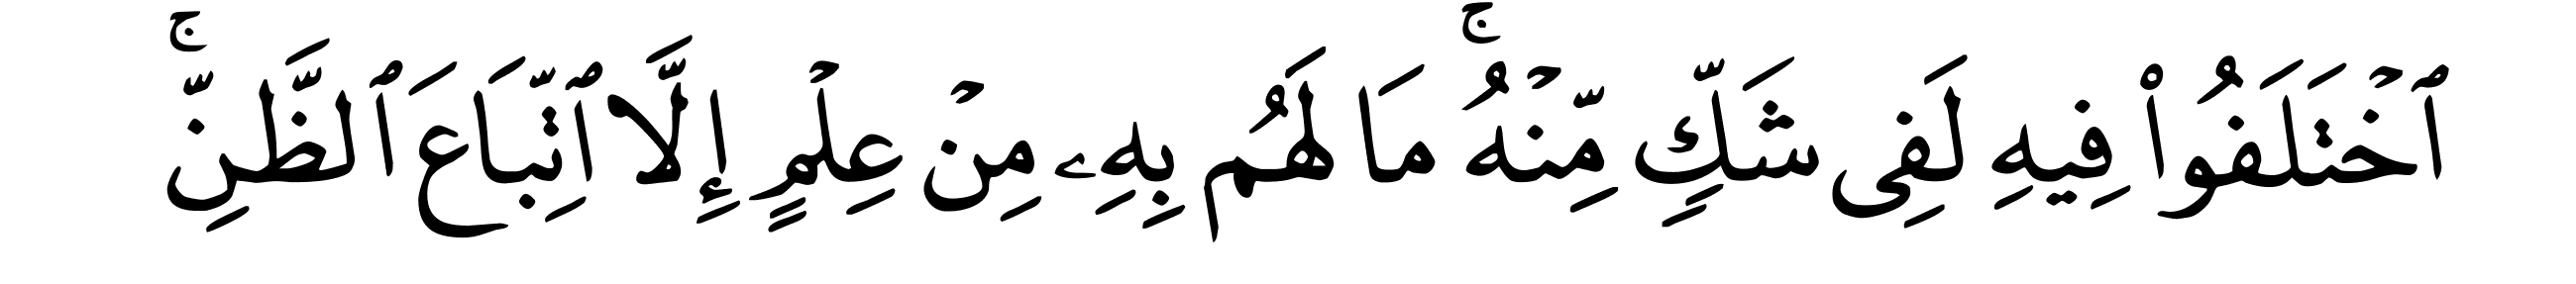 ٱخۡتَلَفُواْ فِيهِ لَفِي شَكّٖ مِّنۡهُۚ مَا لَهُم بِهِۦ مِنۡ عِلۡمٍ إِلَّا ٱتِّبَاعَ ٱلظَّنِّۚ